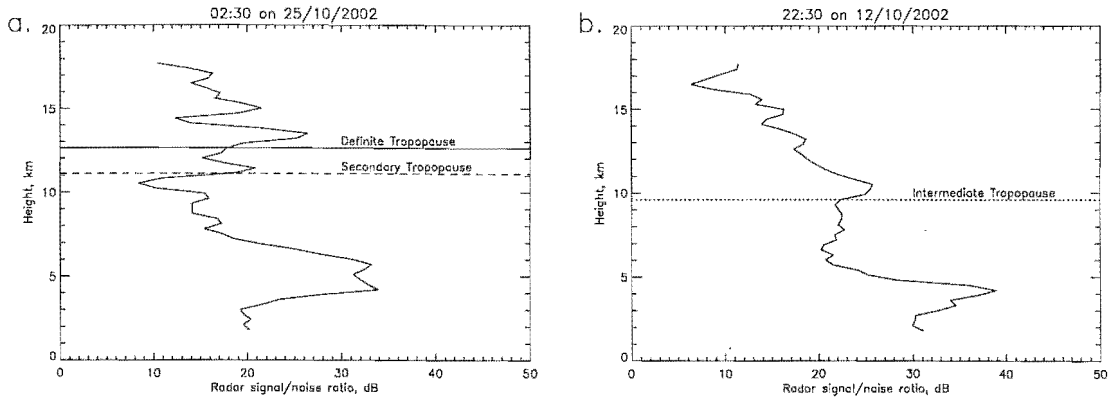 a.
02:30 on 25/10/2002
20
15
10
5
0
Height, km
Definite Tropopause
Secondary Tropopause
0 10 20 30 40 50
Radar signal/noise ratio, dB
b.
22:30 on 12/10/2002
20
15
10
5
0
Height, km
Intermediate Tropopause
0 10 20 30 40 50
Radar signal/noise ratio, dB